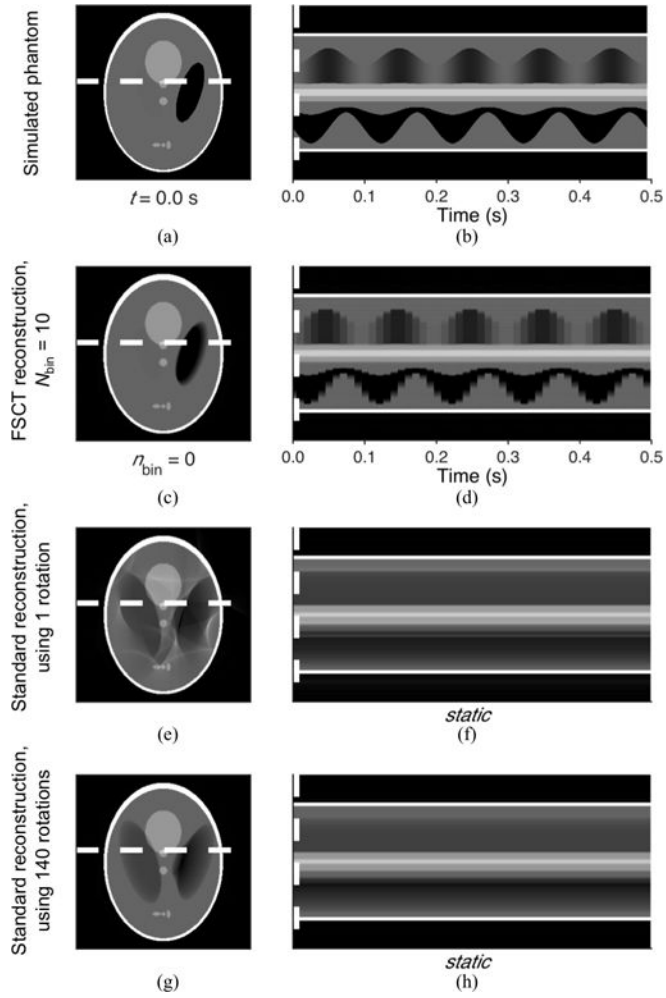 Simulated phantom
t = 0.0 s
0.0 0.1 0.2 0.3 0.4 0.5
Time (s)
(a)
(b)
FSCT reconstruction,
N_bin = 10
n_bin = 0
0.0 0.1 0.2 0.3 0.4 0.5
Time (s)
(c)
(d)
Standard reconstruction,
using 1 rotation
static
(e)
(f)
Standard reconstruction,
using 140 rotations
static
(g)
(h)